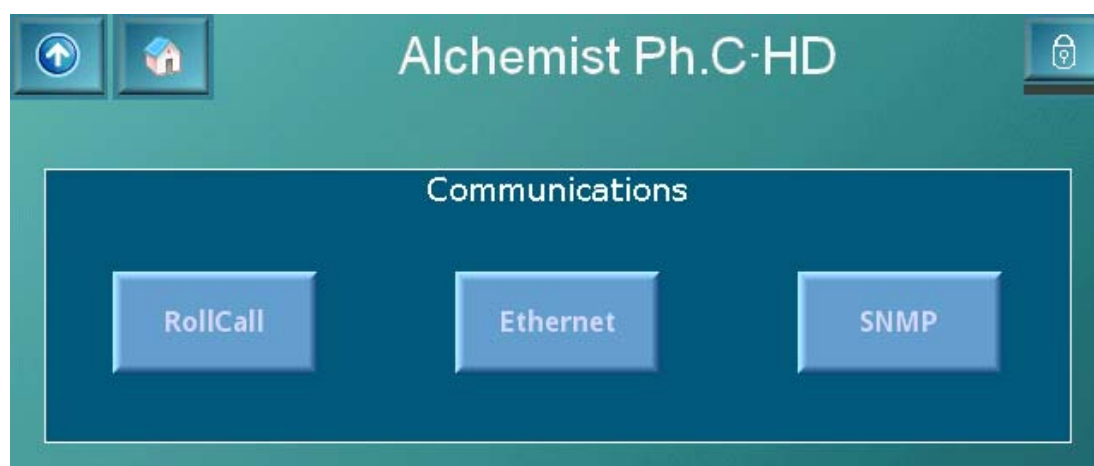 Alchemist Ph.C-HD
Communications
RollCall
Ethernet
SNMP